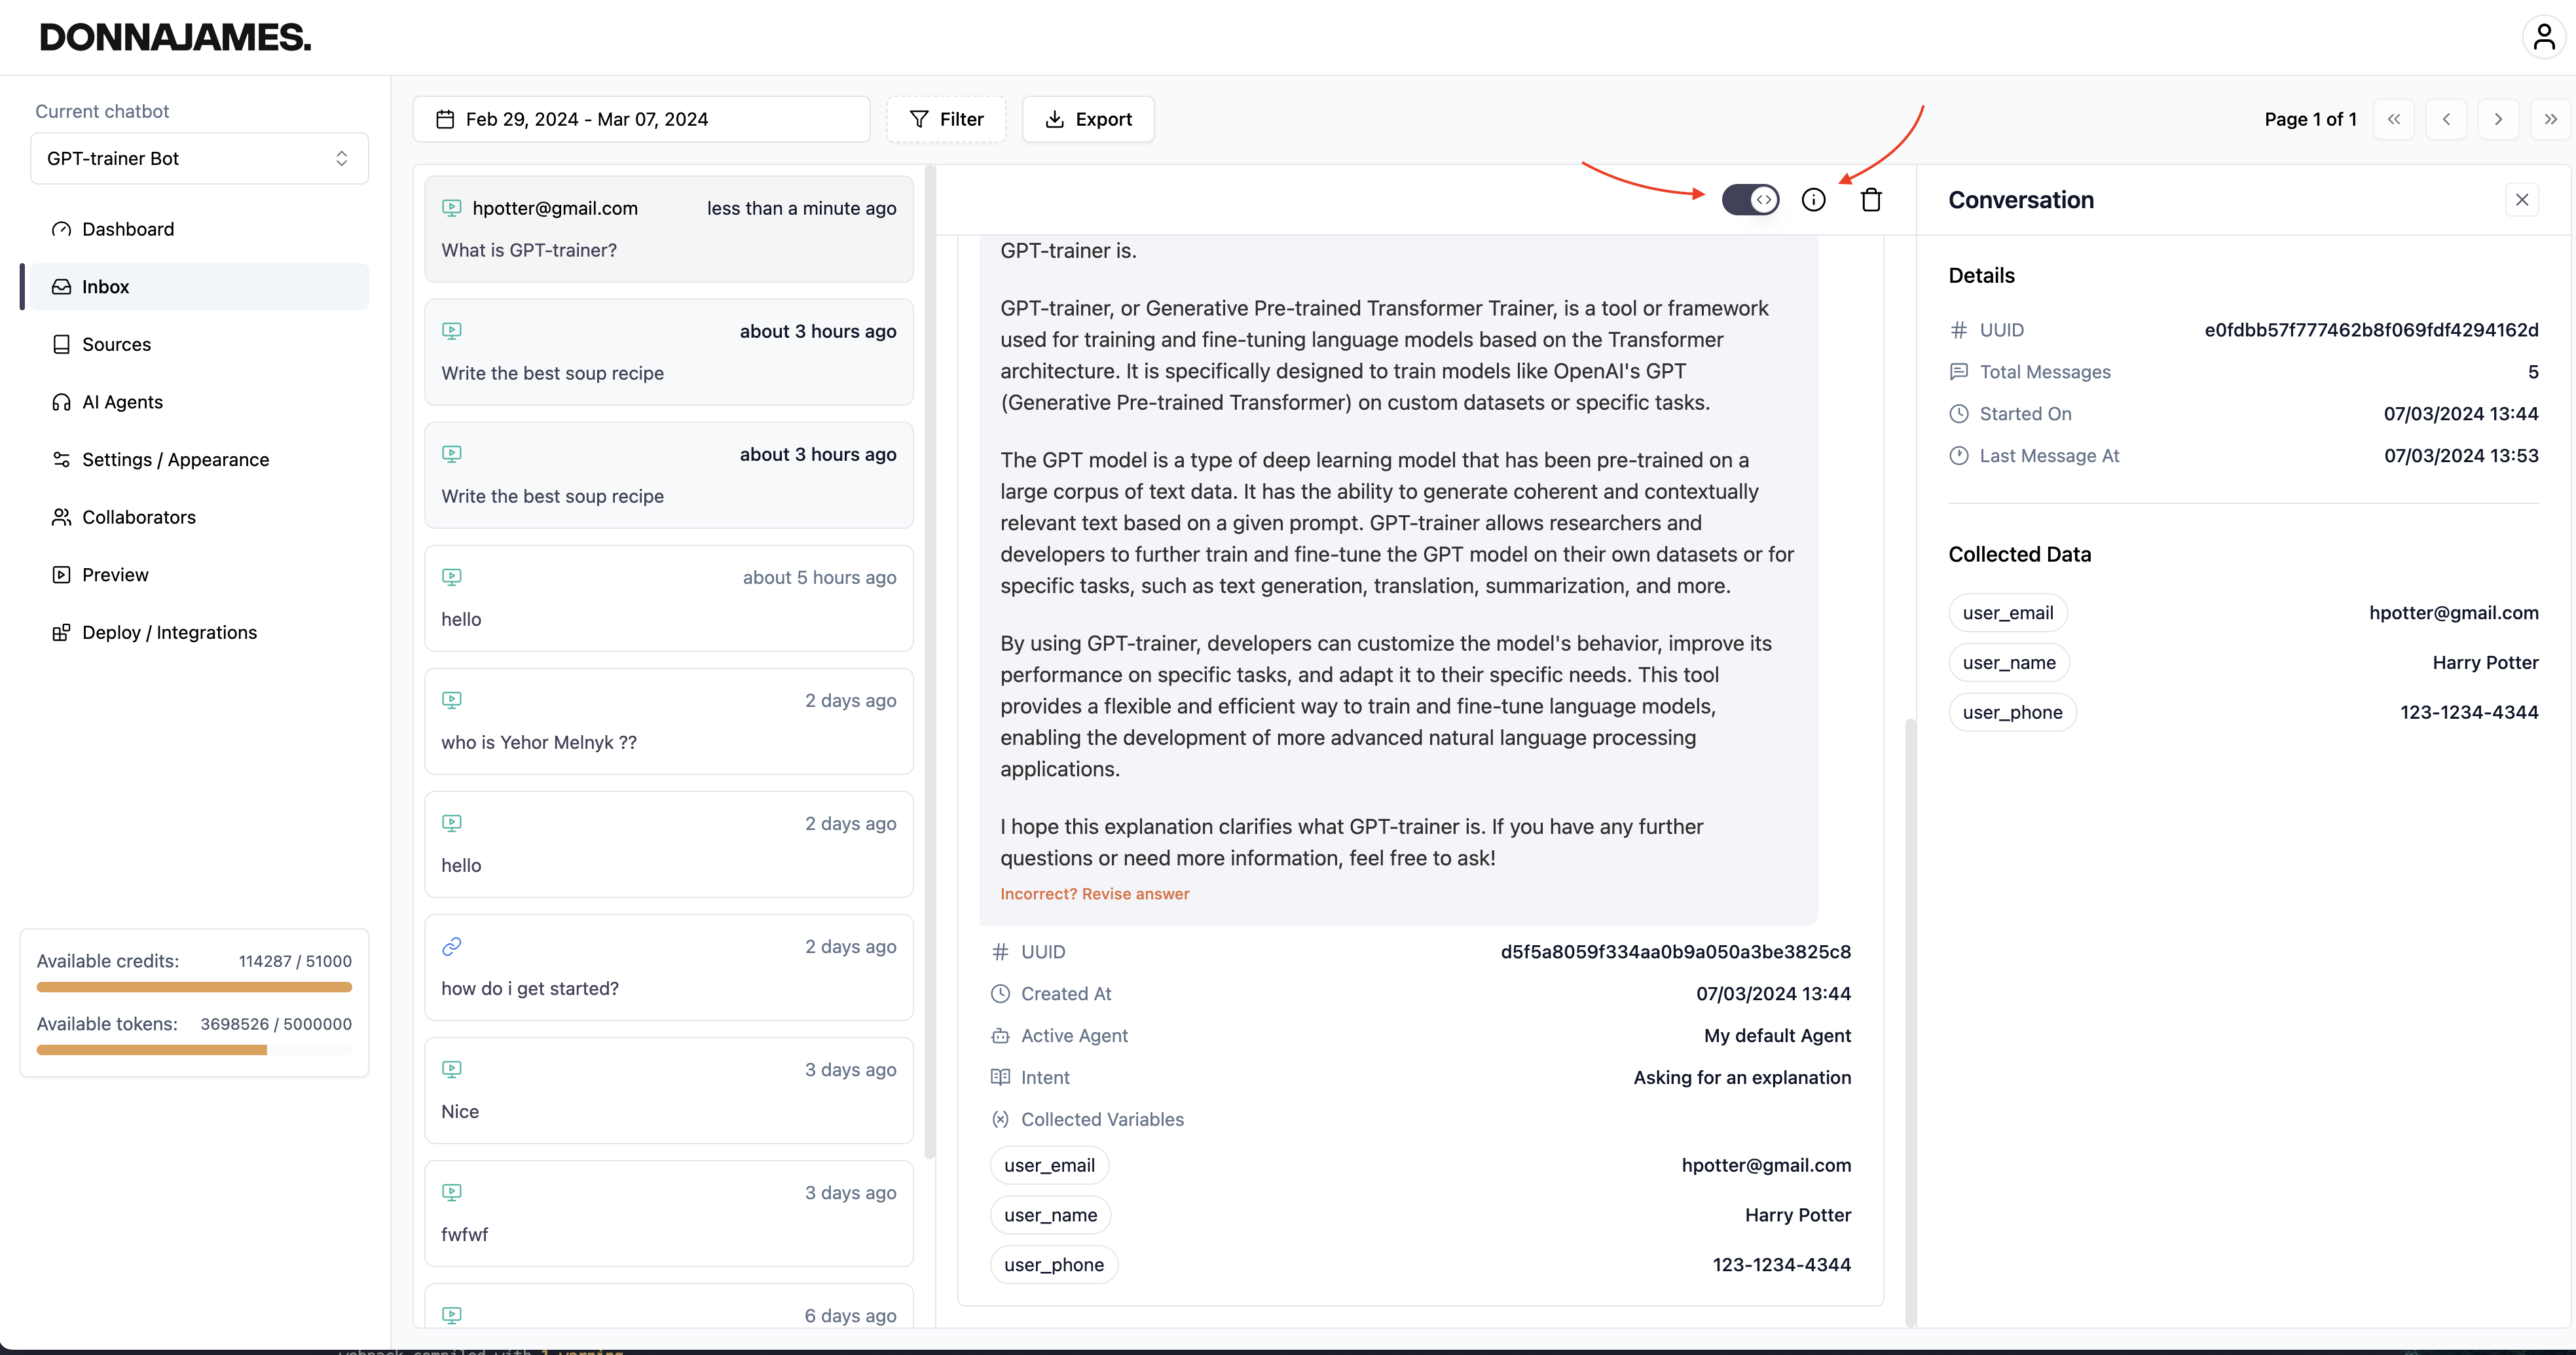 DONNAJAMES.
Current chatbot
GPT-trainer Bot
Dashboard
Inbox
Sources
AI Agents
Settings / Appearance
Collaborators
Preview
Deploy / Integrations
Available credits: 114287 / 51000
Available tokens: 3698526 / 5000000
Feb 29, 2024 - Mar 07, 2024
Filter
Export
Page 1 of 1
hpotter@gmail.com less than a minute ago
What is GPT-trainer?
about 3 hours ago
Write the best soup recipe
about 3 hours ago
Write the best soup recipe
about 5 hours ago
hello
2 days ago
who is Yehor Melnyk ??
2 days ago
hello
2 days ago
how do i get started?
3 days ago
Nice
3 days ago
fwfwf
6 days ago
GPT-trainer is.
GPT-trainer, or Generative Pre-trained Transformer Trainer, is a tool or framework
used for training and fine-tuning language models based on the Transformer
architecture. It is specifically designed to train models like OpenAI's GPT
(Generative Pre-trained Transformer) on custom datasets or specific tasks.
The GPT model is a type of deep learning model that has been pre-trained on a
large corpus of text data. It has the ability to generate coherent and contextually
relevant text based on a given prompt. GPT-trainer allows researchers and
developers to further train and fine-tune the GPT model on their own datasets or for
specific tasks, such as text generation, translation, summarization, and more.
By using GPT-trainer, developers can customize the model's behavior, improve its
performance on specific tasks, and adapt it to their specific needs. This tool
provides a flexible and efficient way to train and fine-tune language models,
enabling the development of more advanced natural language processing
applications.
I hope this explanation clarifies what GPT-trainer is. If you have any further
questions or need more information, feel free to ask!
Incorrect? Revise answer
UUID d5f5a8059f334aa0b9a050a3be3825c8
Created At 07/03/2024 13:44
Active Agent My default Agent
Intent Asking for an explanation
Collected Variables
user_email hpotter@gmail.com
user_name Harry Potter
user_phone 123-1234-4344
Conversation
Details
UUID e0fdbb57f777462b8f069fdf4294162d
Total Messages 5
Started On 07/03/2024 13:44
Last Message At 07/03/2024 13:53
Collected Data
user_email hpotter@gmail.com
user_name Harry Potter
user_phone 123-1234-4344
webpack compiled with 1 warning